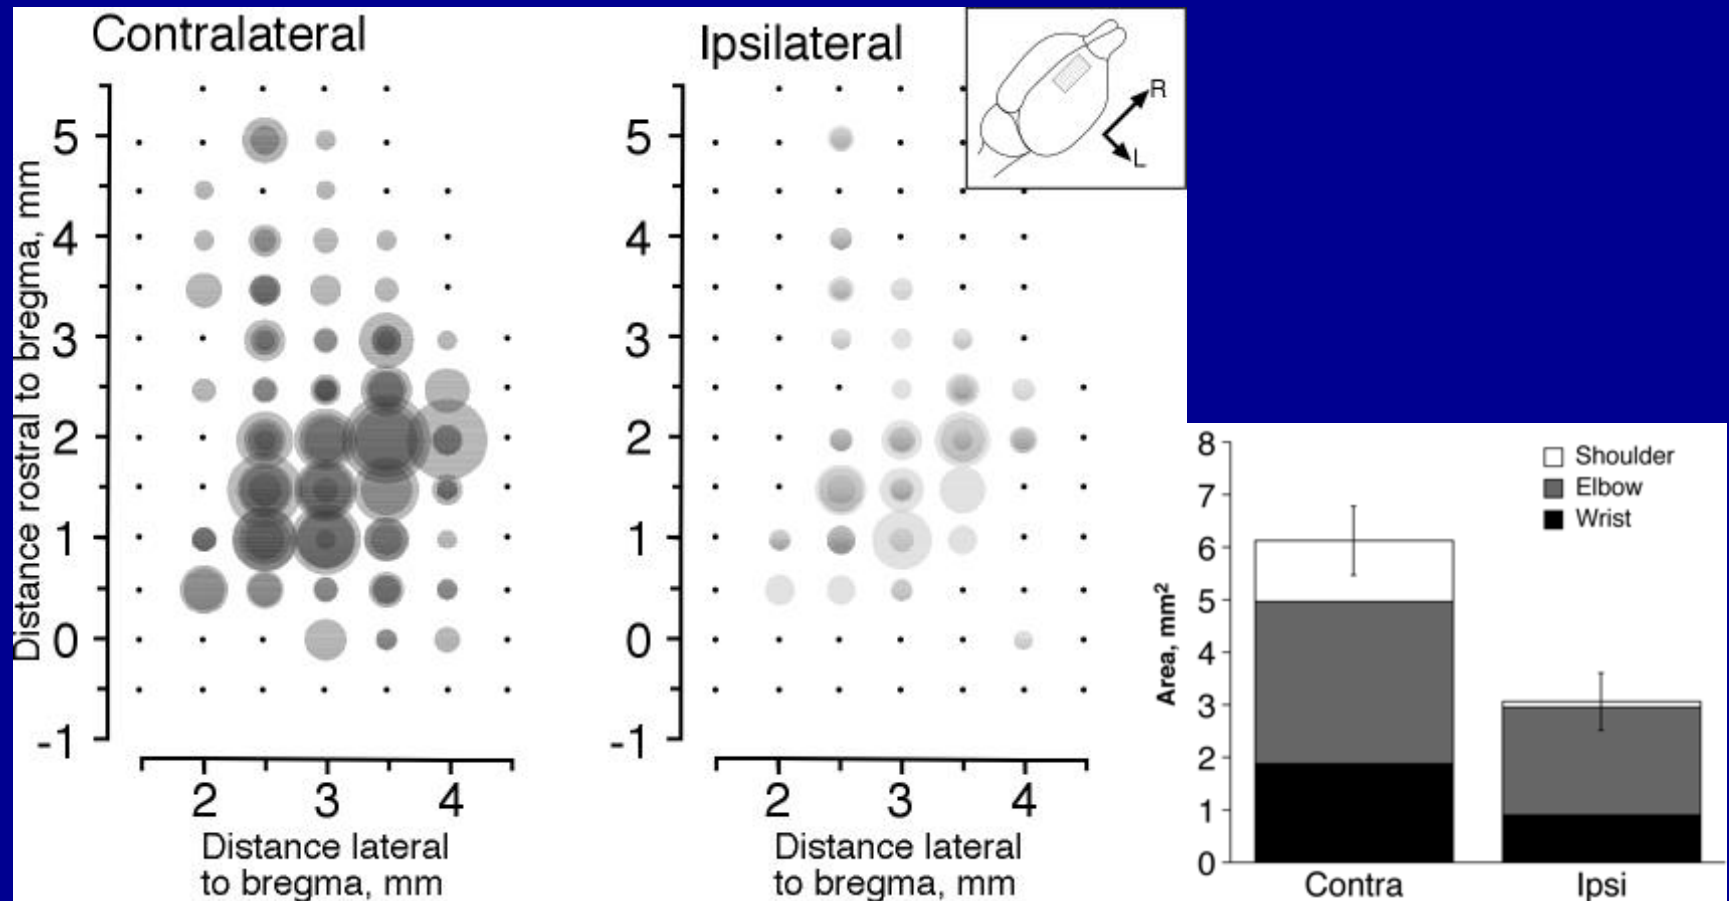 Contralateral
Distance rostral to bregma, mm
5
4
3
2
1
0
-1
2 3 4
Distance lateral
to bregma, mm
Ipsilateral
5
4
3
2
1
0
-1
2 3 4
Distance lateral
to bregma, mm
R
L
Area, mm²
8
7
6
5
4
3
2
1
0
Shoulder
Elbow
Wrist
Contra Ipsi